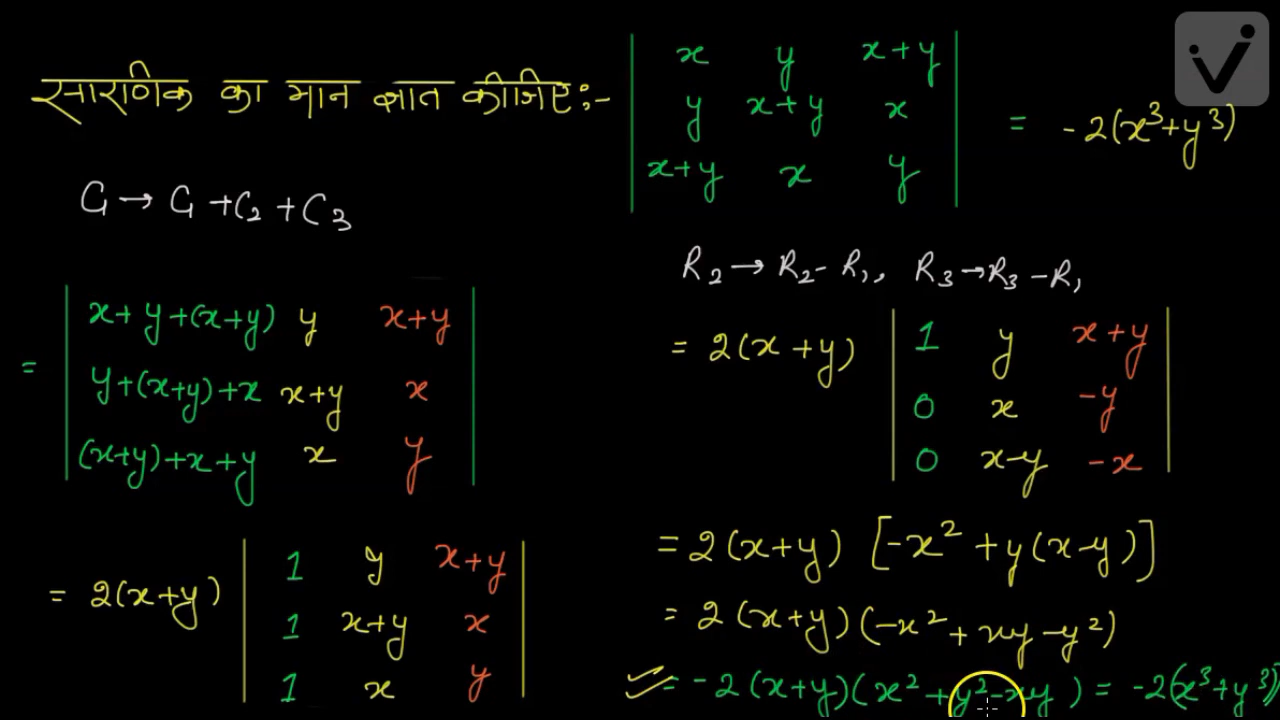 सारणिक का मान ज्ञात कीजिए:-
x y x+y
y x+y x
x+y x y
= -2(x³+y³)
C₁ → C₁ + C₂ + C₃
= x+y+(x+y) y x+y
y+(x+y)+x x+y x
(x+y)+x+y x y
= 2(x+y)
1 y x+y
1 x+y x
1 x y
R₂ → R₂ - R₁, R₃ → R₃ - R₁
= 2(x+y)
1 y x+y
0 x -y
0 x-y -x
= 2(x+y) [-x² + y(x-y)]
= 2(x+y)(-x² + xy - y²)
= -2(x+y)(x² + y² - xy) = -2(x³+y³)